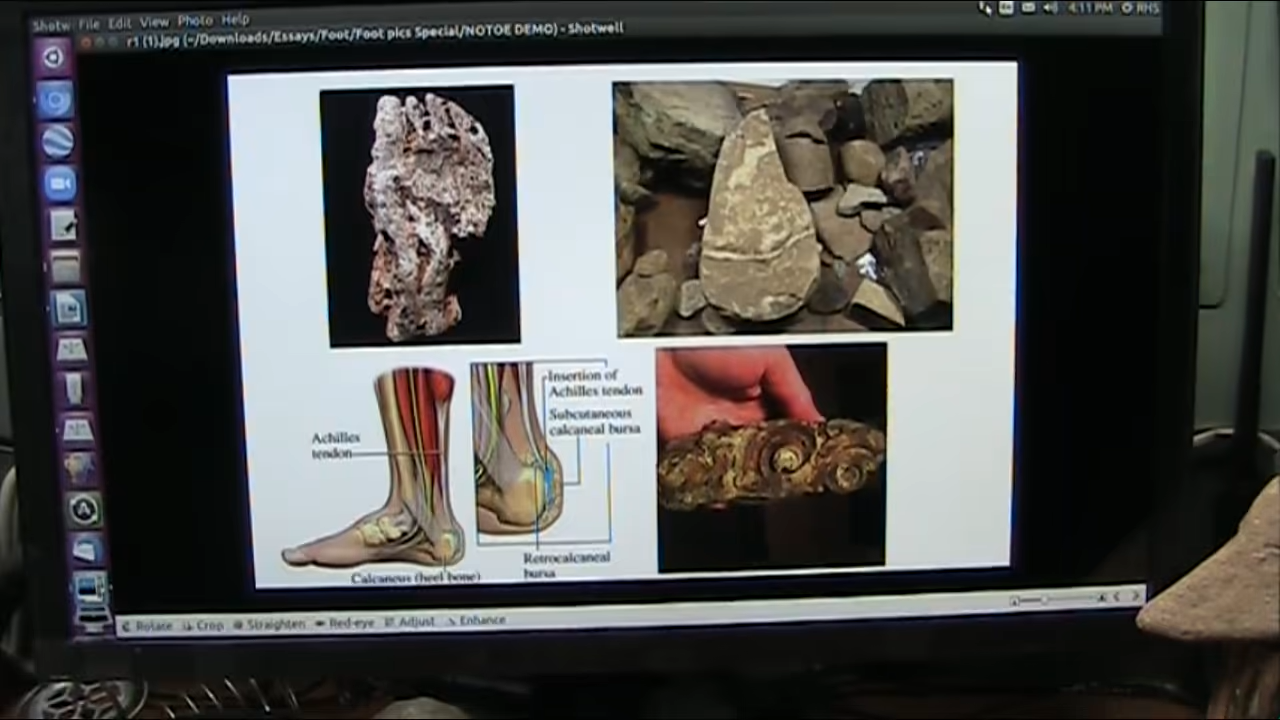 Shotw File Edit View Photo Help
4:11 PM RHS
r1 (1).jpg (~/Downloads/Essays/Foot/Foot pics Special/NOTOE DEMO) - Shotwell
Insertion of
Achilles tendon
Subcutaneous
calcaneal bursa
Achilles
tendon
Retrocalcaneal
bursa
Calcaneus (heel bone)
Rotate Crop Straighten Red-eye Adjust Enhance
A